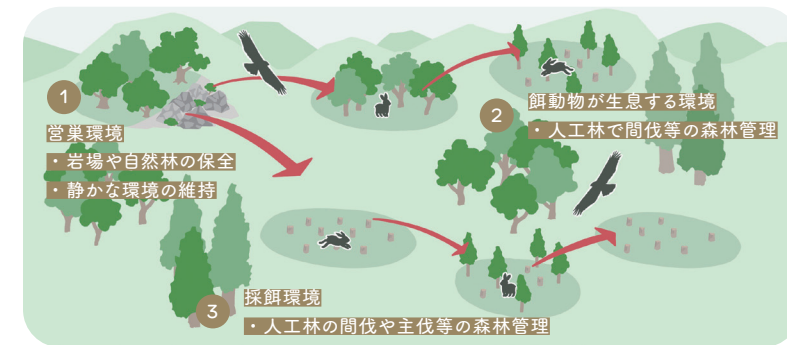 1
営巣環境
・岩場や自然林の保全
・静かな環境の維持
2
餌動物が生息する環境
・人工林で間伐等の森林管理
3
採餌環境
・人工林の間伐や主伐等の森林管理